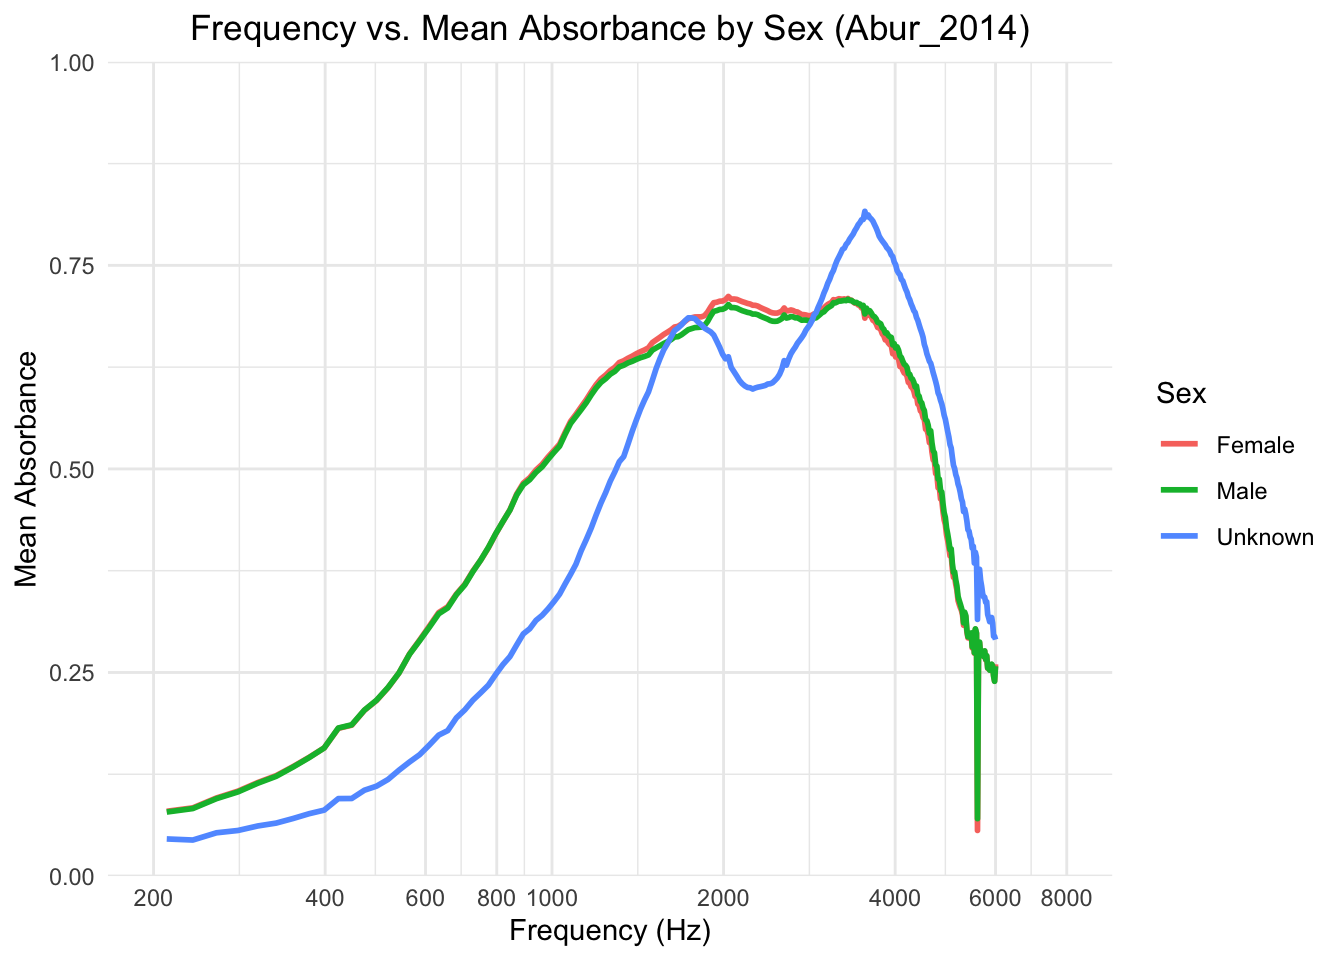 Frequency vs. Mean Absorbance by Sex (Abur_2014)
Mean Absorbance
1.00
0.75
0.50
0.25
0.00
200 400 600 800 1000 2000 4000 6000 8000
Frequency (Hz)
Sex
Female
Male
Unknown